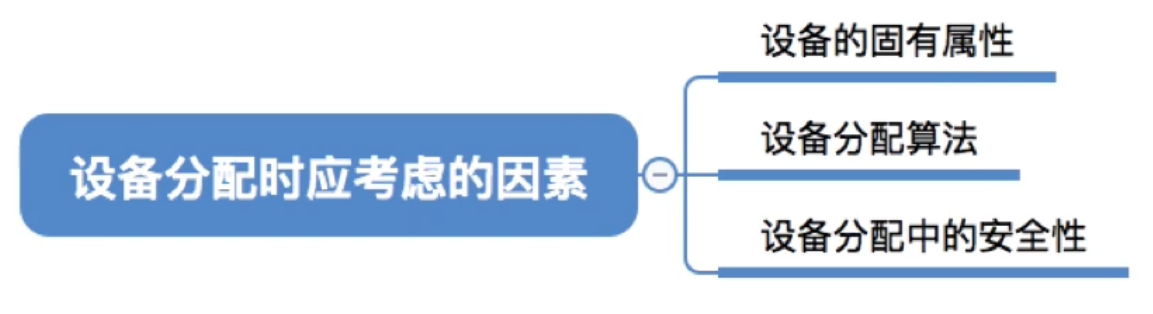 设备的固有属性
设备分配时应考虑的因素
设备分配算法
设备分配中的安全性